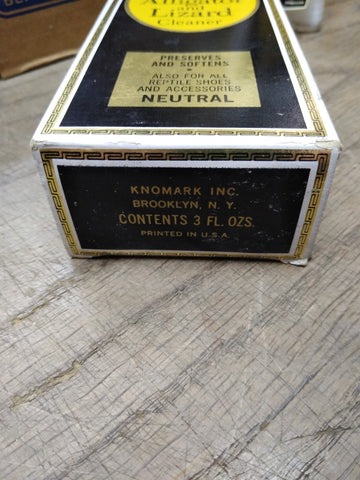 Alligator
and
Lizard
Cleaner
PRESERVES
AND SOFTENS
ALSO FOR ALL
REPTILE SHOES
AND ACCESSORIES
NEUTRAL
KNOMARK INC.
BROOKLYN, N. Y.
CONTENTS 3 FL. OZS.
PRINTED IN U.S.A.